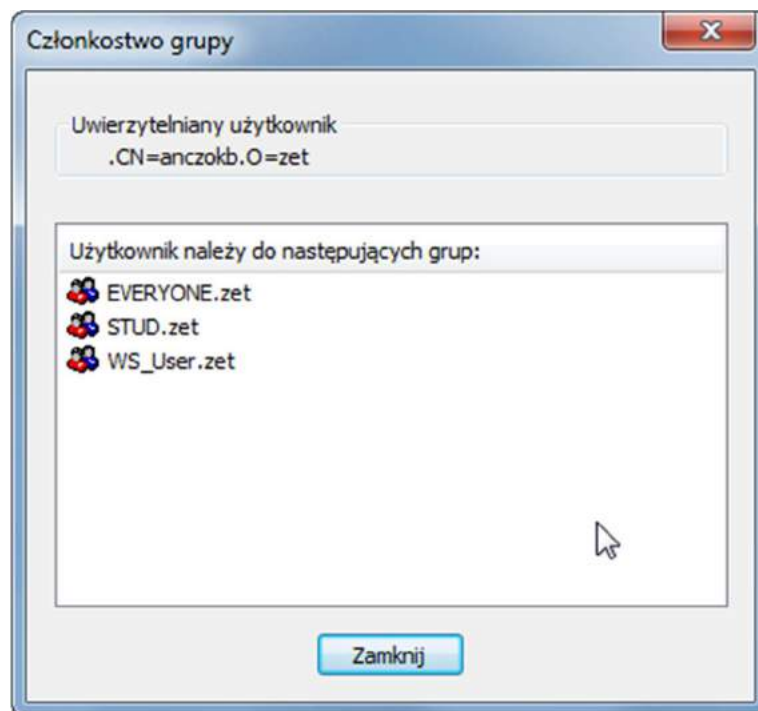 Członkostwo grupy
Uwierzytelniany użytkownik
.CN=anczokb.O=zet
Użytkownik należy do następujących grup:
EVERYONE.zet
STUD.zet
WS_User.zet
Zamknij